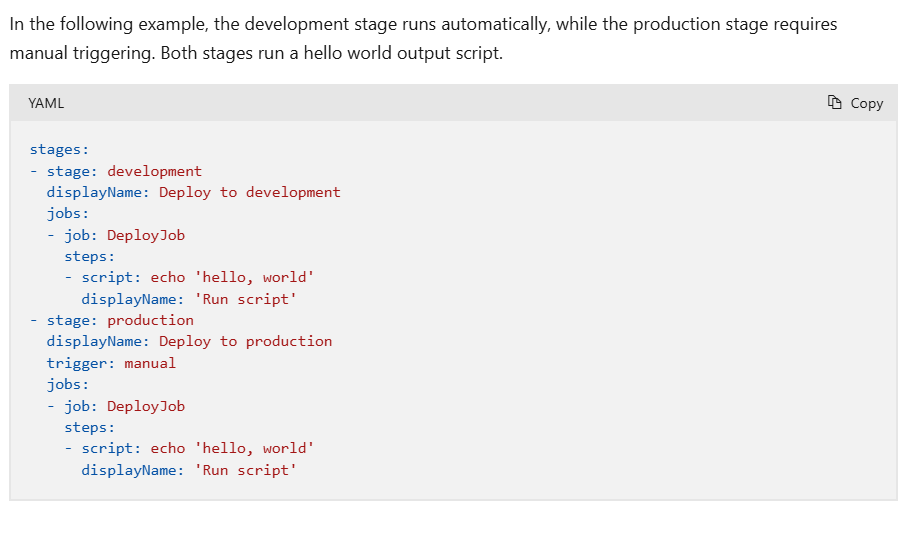 In the following example, the development stage runs automatically, while the production stage requires
manual triggering. Both stages run a hello world output script.
YAML
Copy
stages:
- stage: development
  displayName: Deploy to development
  jobs:
  - job: DeployJob
    steps:
    - script: echo 'hello, world'
      displayName: 'Run script'
- stage: production
  displayName: Deploy to production
  trigger: manual
  jobs:
  - job: DeployJob
    steps:
    - script: echo 'hello, world'
      displayName: 'Run script'